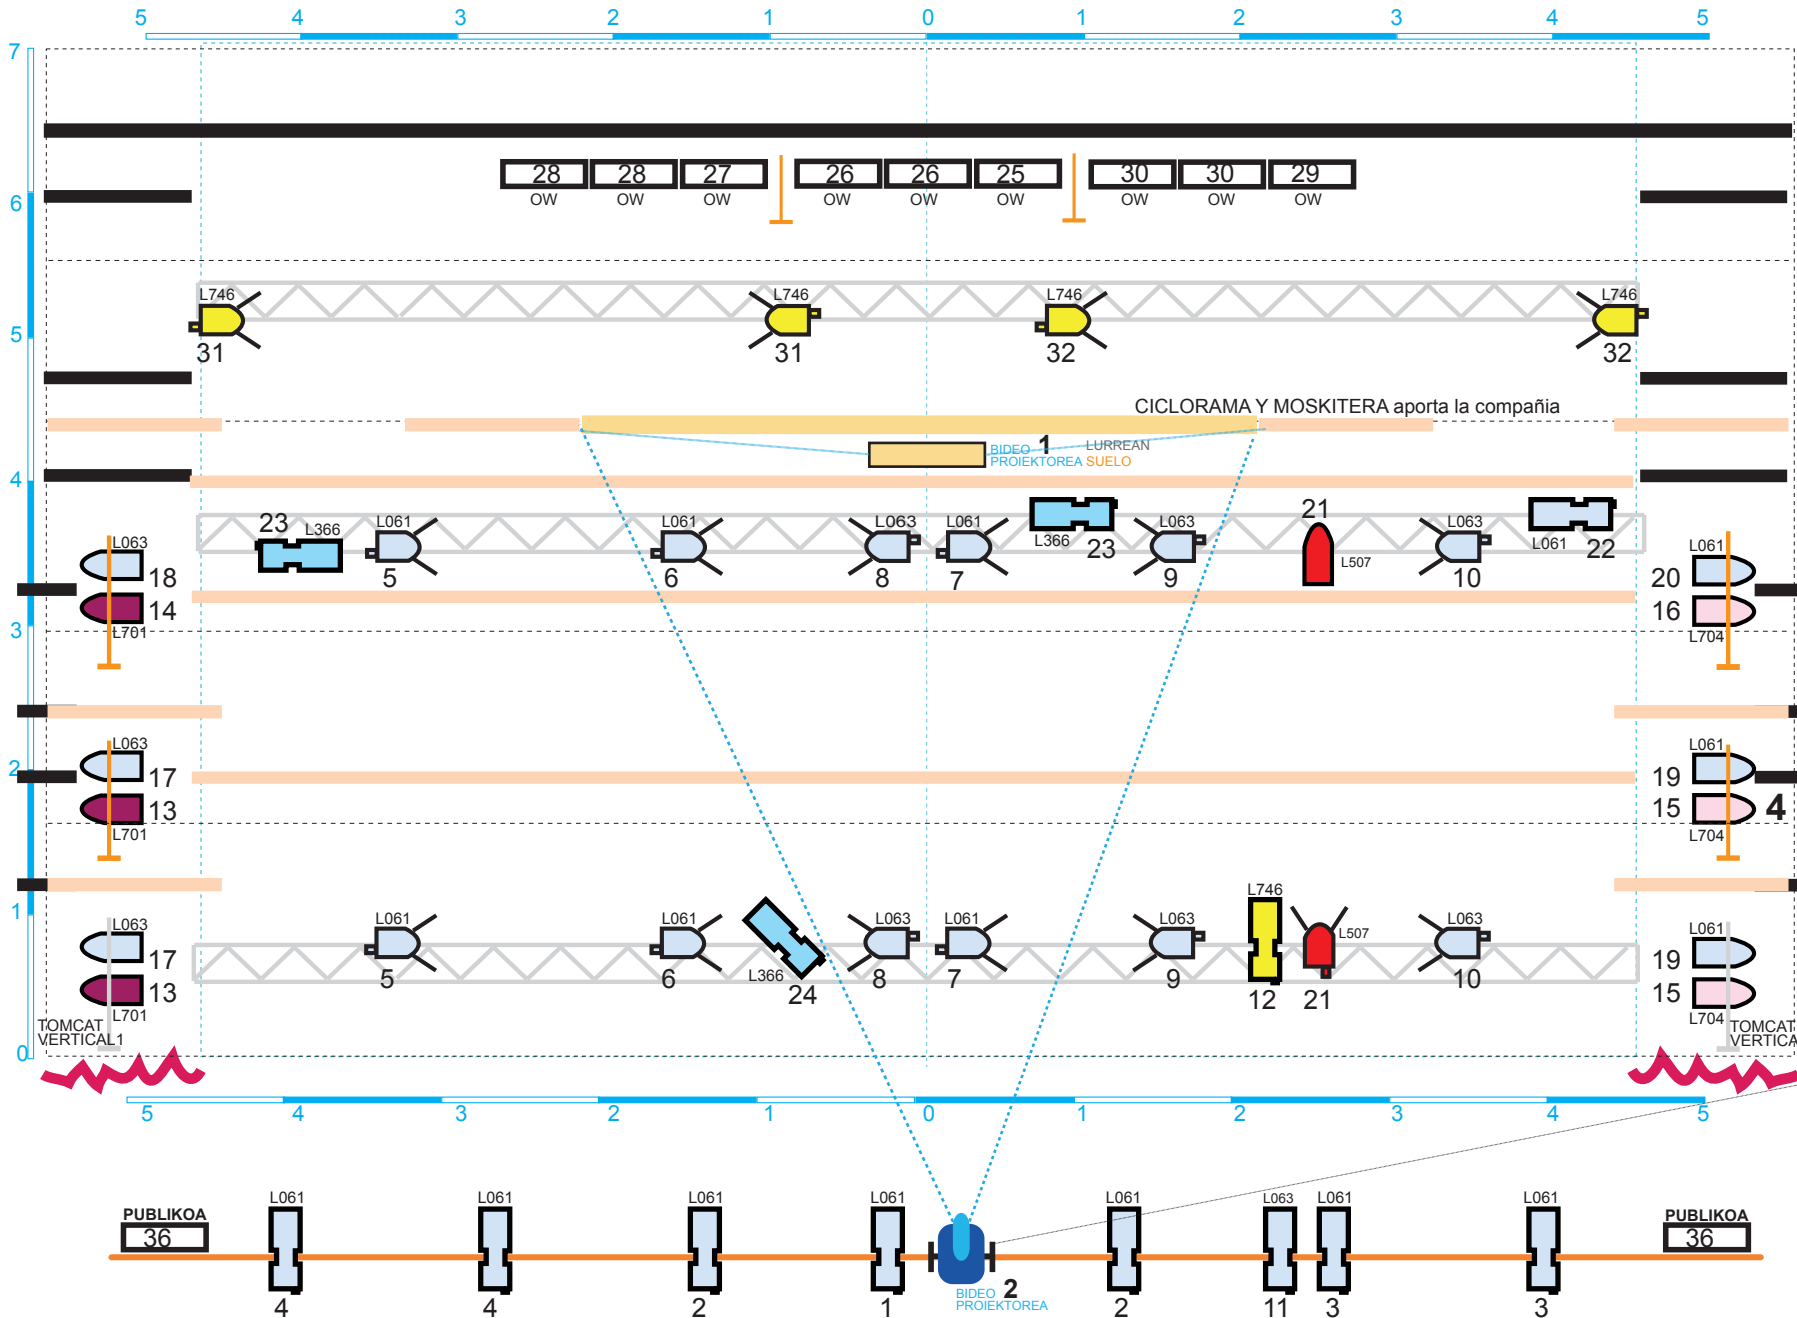 5 4 3 2 1 0 1 2 3 4 5
7
28 28 27 26 26 25 30 30 29
OW OW OW OW OW OW OW OW OW
6
L746 L746 L746 L746
5
31 31 32 32
CICLORAMA Y MOSKITERA aporta la compañia
1
BIDEO LURREAN
PROIEKTOREA SUELO
4
23 L366 L061 L061 L063 L061 L063 21 L063
L366 23 L507 L061 22
5 6 8 7 9 10
L063 L061
18 20
14 16
L701 L704
3
L063 L061
2
17 19
13 15 4
L701 L704
1
L746
L061 L061 L063 L061 L063 L507 L063
L063 L061
17 19
5 6 L366 24 8 7 9 12 21 10
13 15
L701 L704
TOMCAT TOMCAT
VERTICAL1 VERTICA
0
5 4 3 2 1 0 1 2 3 4 5
L061 L061 L061 L061 L061 L063 L061 L061
PUBLIKOA PUBLIKOA
36 36
2
BIDEO
PROIEKTOREA
4 4 2 1 2 11 3 3